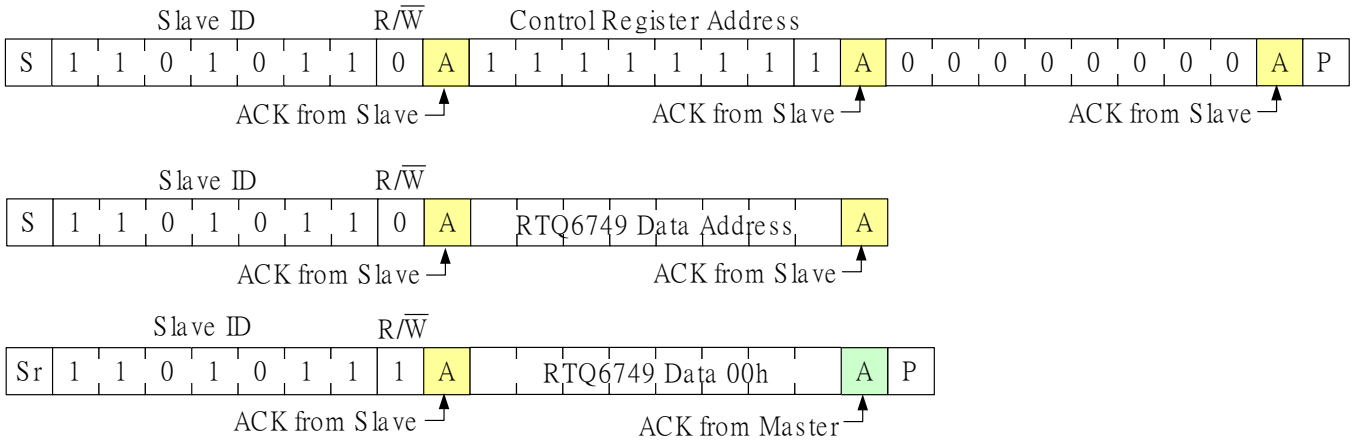 Slave ID R/W̅ Control Register Address
S 1 1 0 1 0 1 1 0 A 1 1 1 1 1 1 1 1 A 0 0 0 0 0 0 0 0 A P
ACK from Slave ACK from Slave ACK from Slave
Slave ID R/W̅
S 1 1 0 1 0 1 1 0 A RTQ6749 Data Address A
ACK from Slave ACK from Slave
Slave ID R/W̅
Sr 1 1 0 1 0 1 1 1 A RTQ6749 Data 00h A P
ACK from Slave ACK from Master